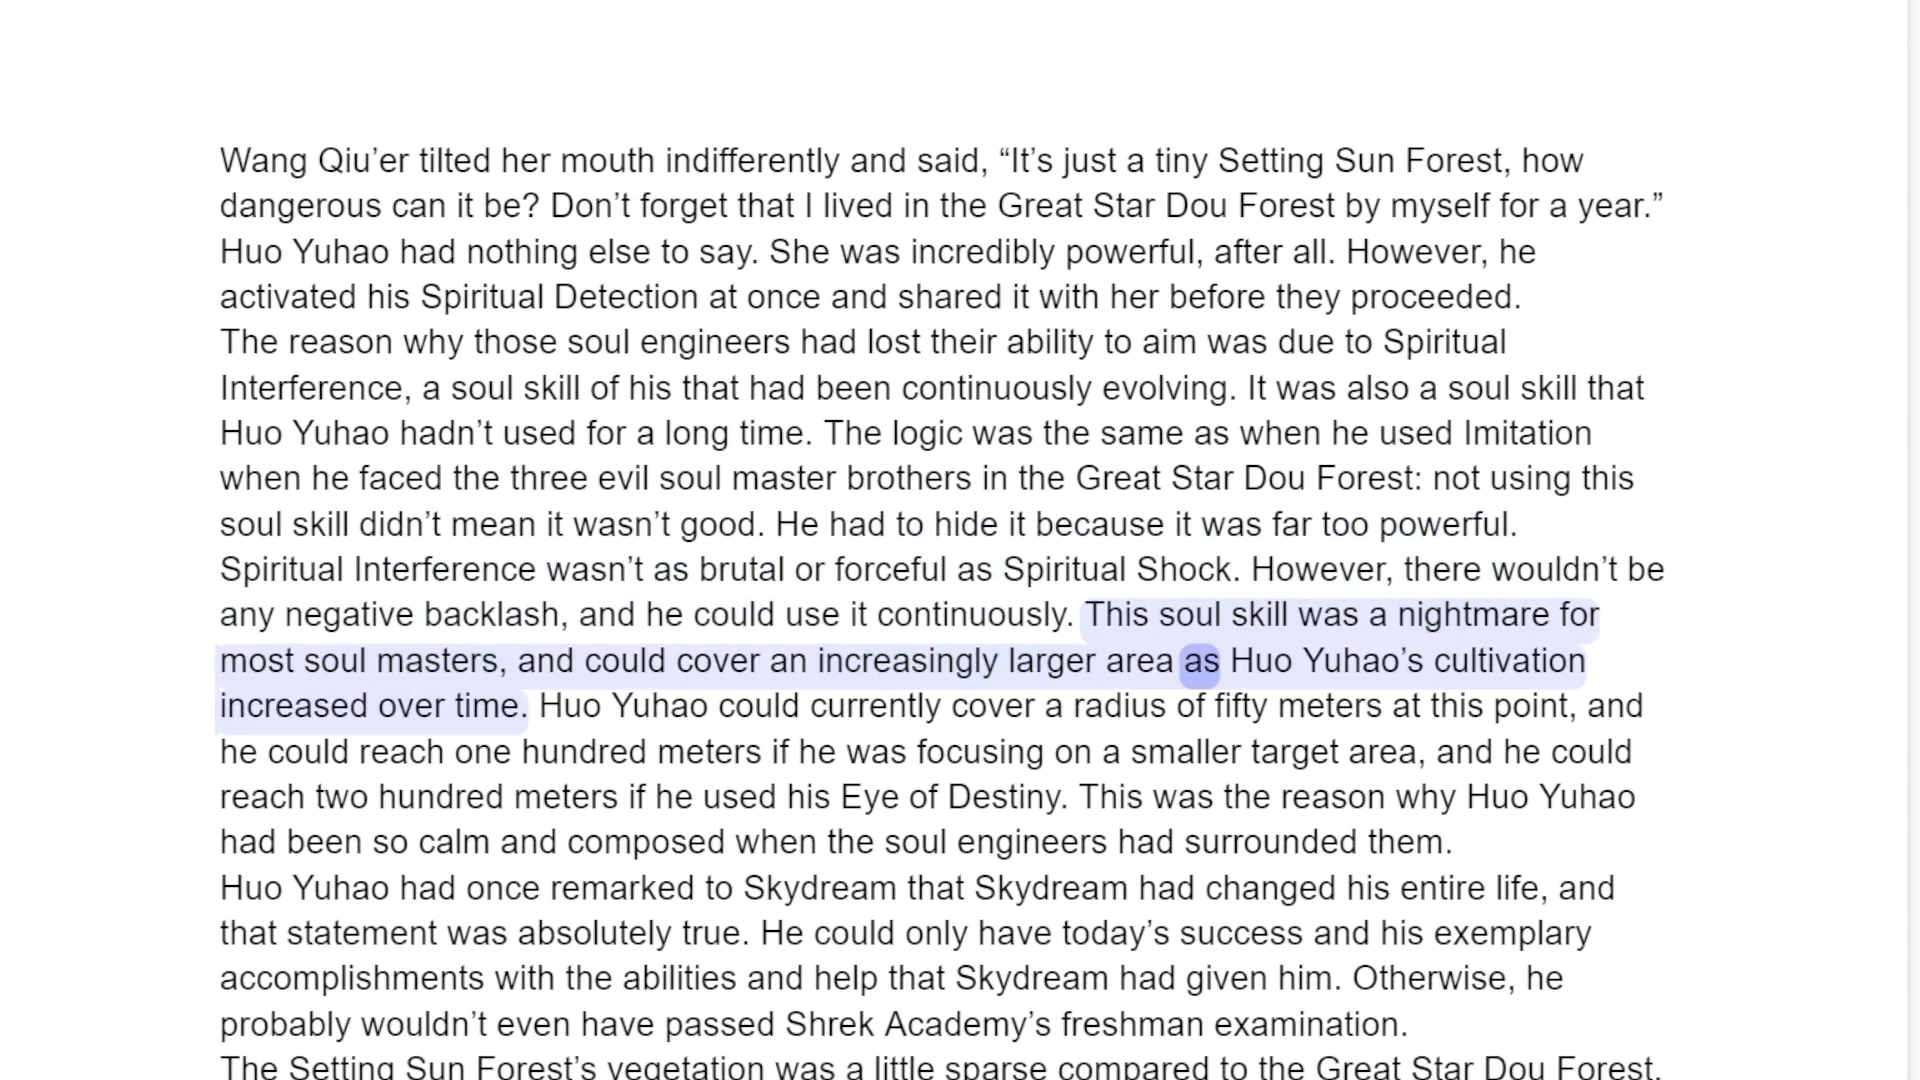 Wang Qiu’er tilted her mouth indifferently and said, “It’s just a tiny Setting Sun Forest, how
dangerous can it be? Don’t forget that I lived in the Great Star Dou Forest by myself for a year.”
Huo Yuhao had nothing else to say. She was incredibly powerful, after all. However, he
activated his Spiritual Detection at once and shared it with her before they proceeded.
The reason why those soul engineers had lost their ability to aim was due to Spiritual
Interference, a soul skill of his that had been continuously evolving. It was also a soul skill that
Huo Yuhao hadn’t used for a long time. The logic was the same as when he used Imitation
when he faced the three evil soul master brothers in the Great Star Dou Forest: not using this
soul skill didn’t mean it wasn’t good. He had to hide it because it was far too powerful.
Spiritual Interference wasn’t as brutal or forceful as Spiritual Shock. However, there wouldn’t be
any negative backlash, and he could use it continuously. This soul skill was a nightmare for
most soul masters, and could cover an increasingly larger area as Huo Yuhao’s cultivation
increased over time. Huo Yuhao could currently cover a radius of fifty meters at this point, and
he could reach one hundred meters if he was focusing on a smaller target area, and he could
reach two hundred meters if he used his Eye of Destiny. This was the reason why Huo Yuhao
had been so calm and composed when the soul engineers had surrounded them.
Huo Yuhao had once remarked to Skydream that Skydream had changed his entire life, and
that statement was absolutely true. He could only have today’s success and his exemplary
accomplishments with the abilities and help that Skydream had given him. Otherwise, he
probably wouldn’t even have passed Shrek Academy’s freshman examination.
The Setting Sun Forest’s vegetation was a little sparse compared to the Great Star Dou Forest.